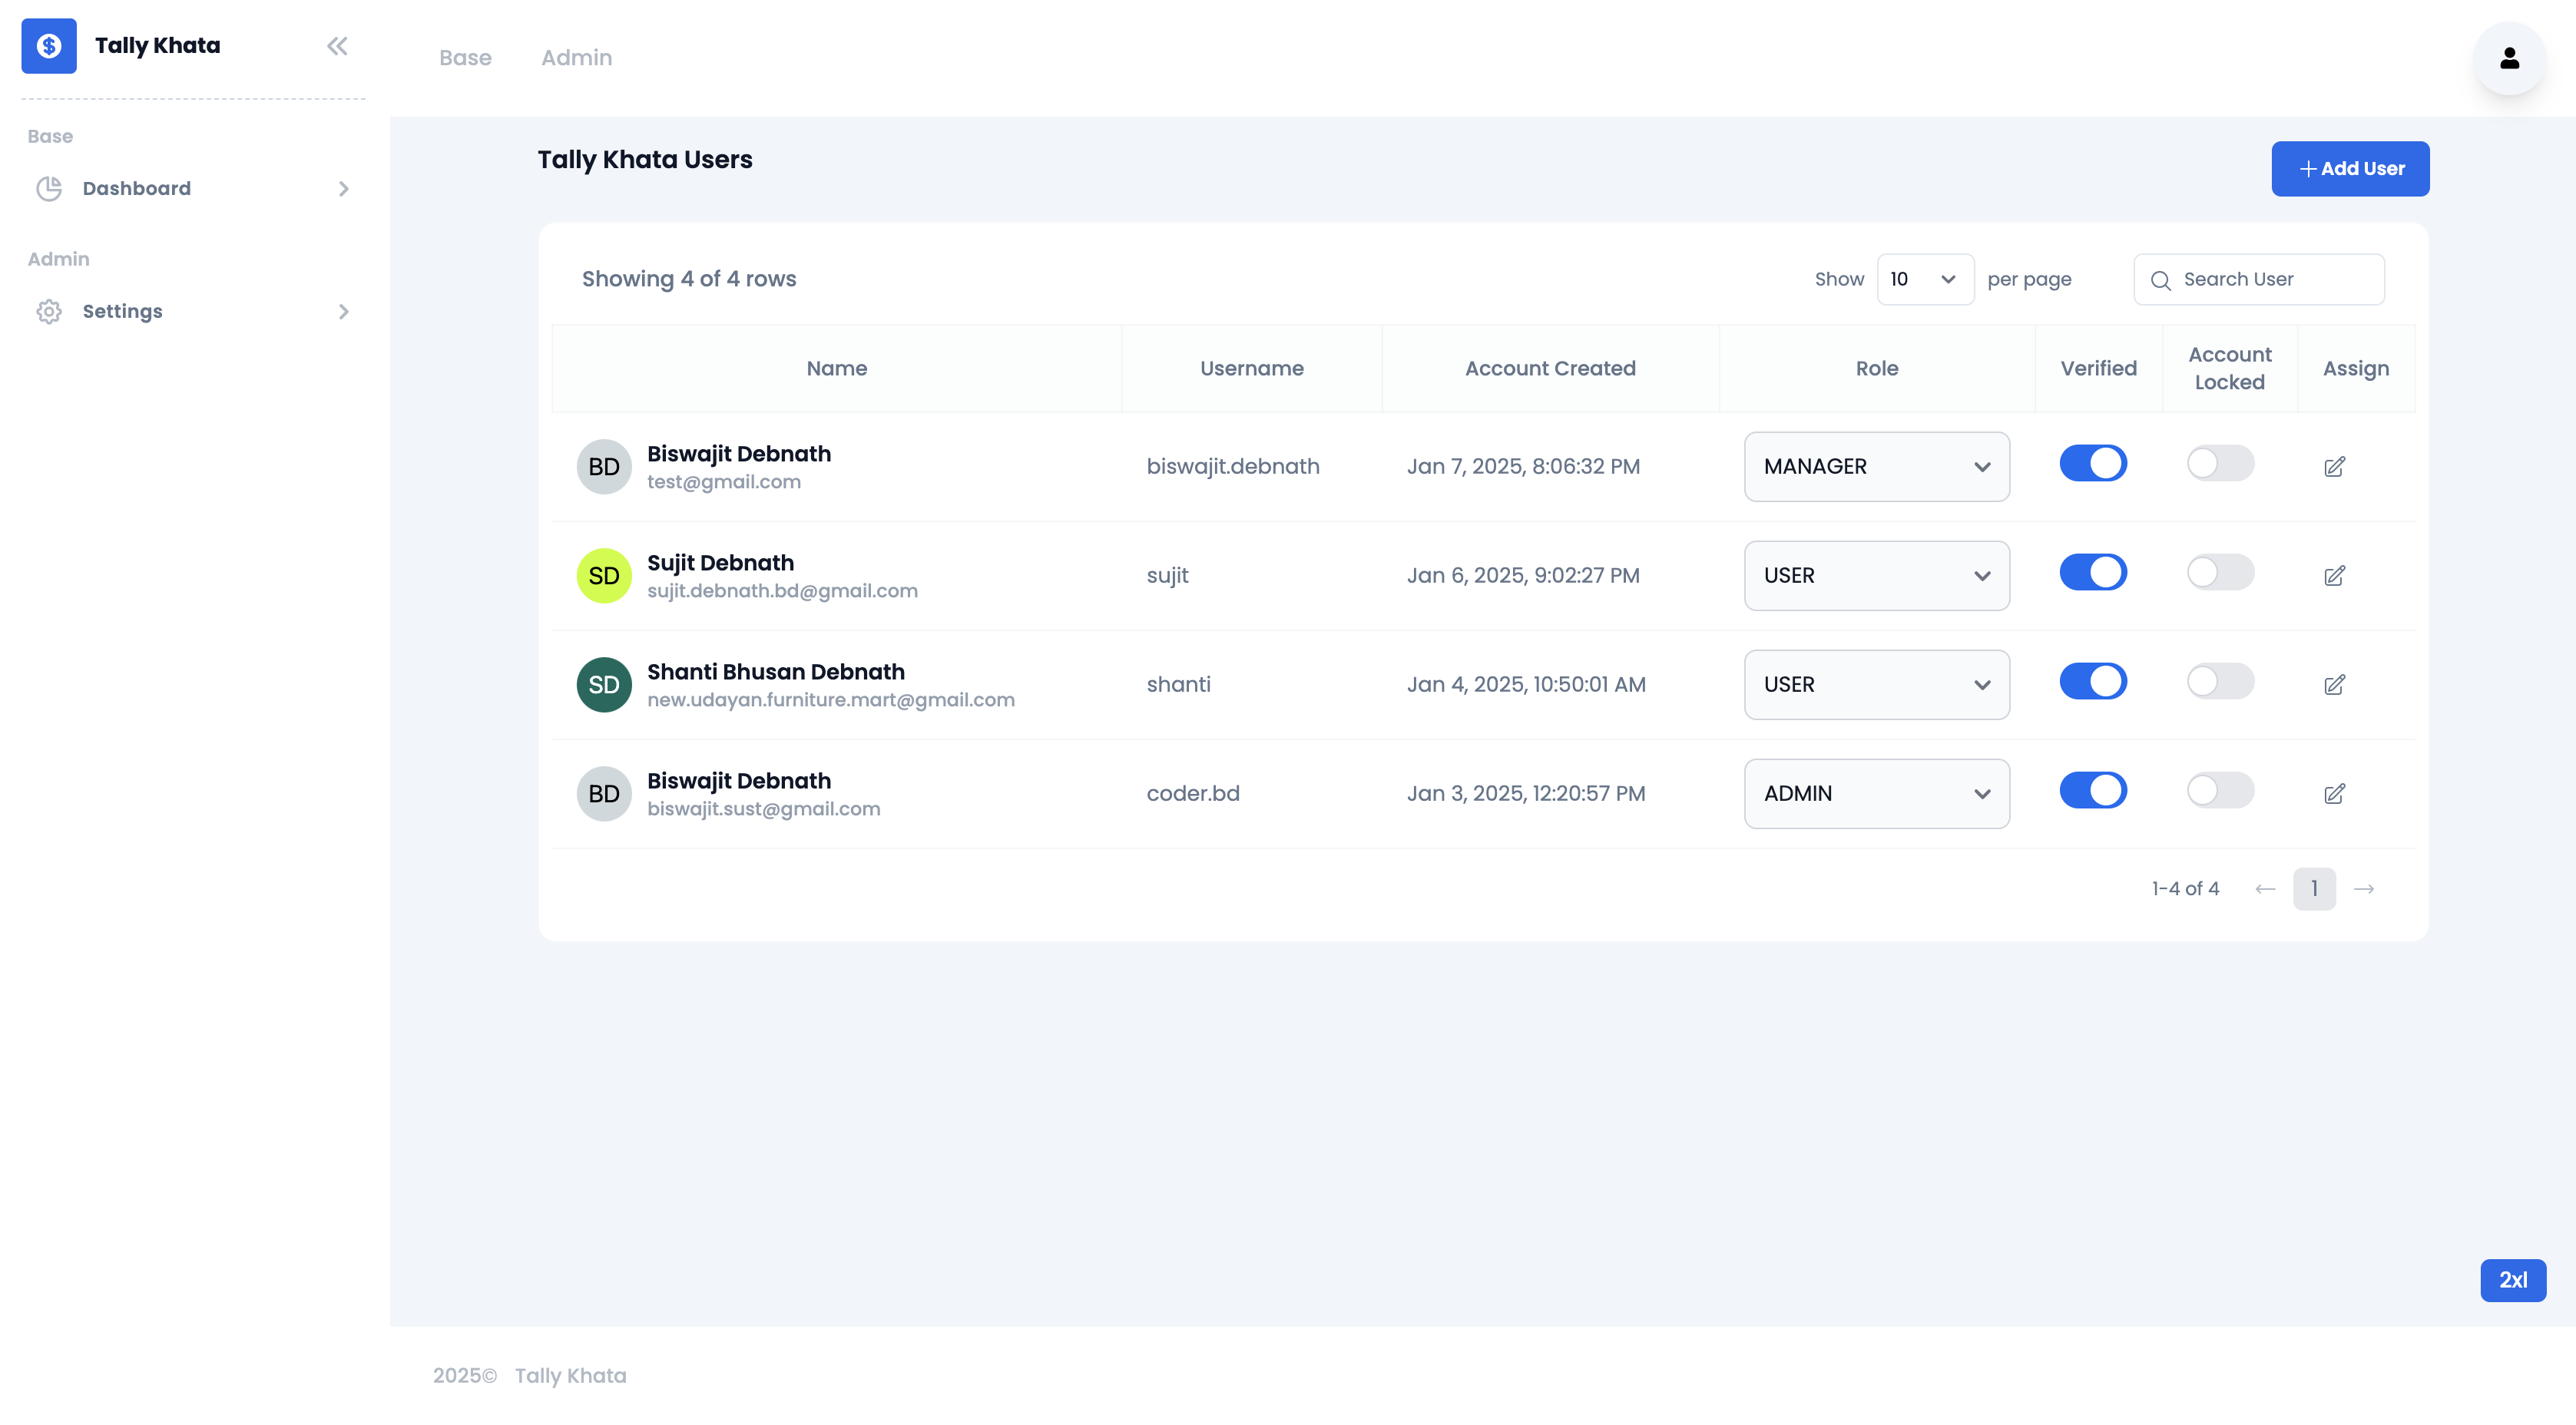 Tally Khata
Base
Dashboard
Admin
Settings
Base Admin
Tally Khata Users
Add User
Showing 4 of 4 rows
Show 10 per page
Search User
Name Username Account Created Role Verified Account Locked Assign
BD Biswajit Debnath
test@gmail.com
biswajit.debnath Jan 7, 2025, 8:06:32 PM MANAGER
SD Sujit Debnath
sujit.debnath.bd@gmail.com
sujit Jan 6, 2025, 9:02:27 PM USER
SD Shanti Bhusan Debnath
new.udayan.furniture.mart@gmail.com
shanti Jan 4, 2025, 10:50:01 AM USER
BD Biswajit Debnath
biswajit.sust@gmail.com
coder.bd Jan 3, 2025, 12:20:57 PM ADMIN
1-4 of 4 1
2xl
2025© Tally Khata